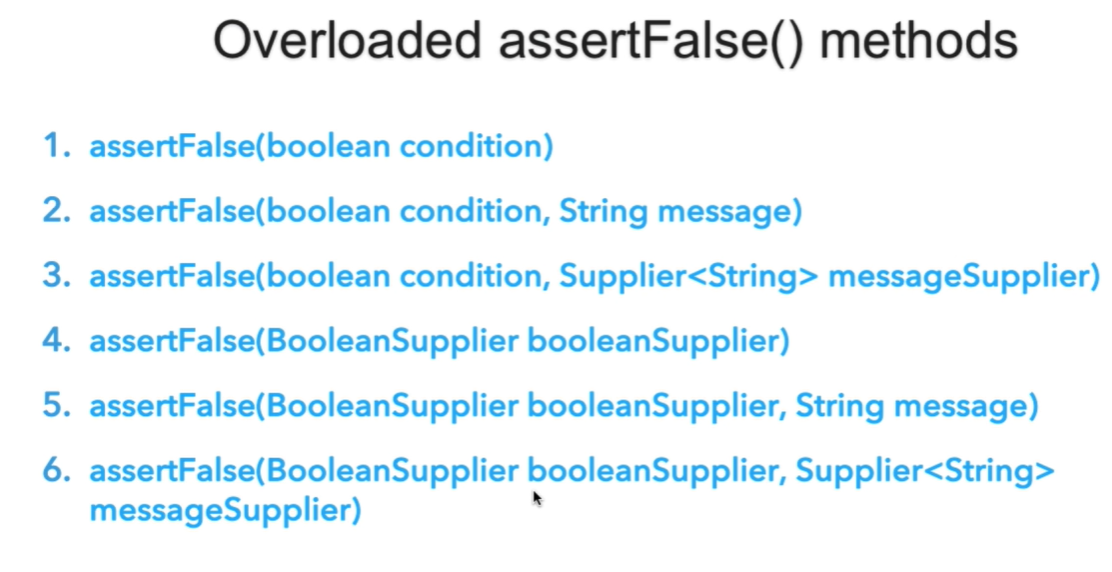 Overloaded assertFalse() methods
1. assertFalse(boolean condition)
2. assertFalse(boolean condition, String message)
3. assertFalse(boolean condition, Supplier<String> messageSupplier)
4. assertFalse(BooleanSupplier booleanSupplier)
5. assertFalse(BooleanSupplier booleanSupplier, String message)
6. assertFalse(BooleanSupplier booleanSupplier, Supplier<String>
messageSupplier)